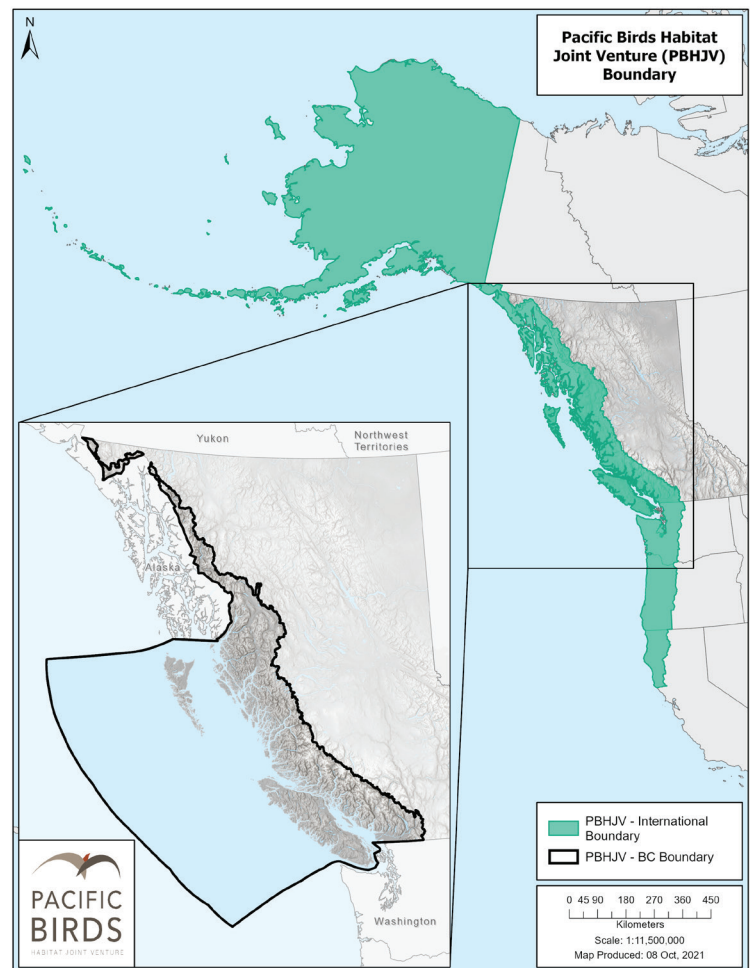 N
Pacific Birds Habitat
Joint Venture (PBHJV)
Boundary
Yukon
Northwest
Territories
Alaska
Washington
PACIFIC
BIRDS
HABITAT JOINT VENTURE
PBHJV - International
Boundary
PBHJV - BC Boundary
0 45 90 180 270 360 450
Kilometers
Scale: 1:11,500,000
Map Produced: 08 Oct, 2021